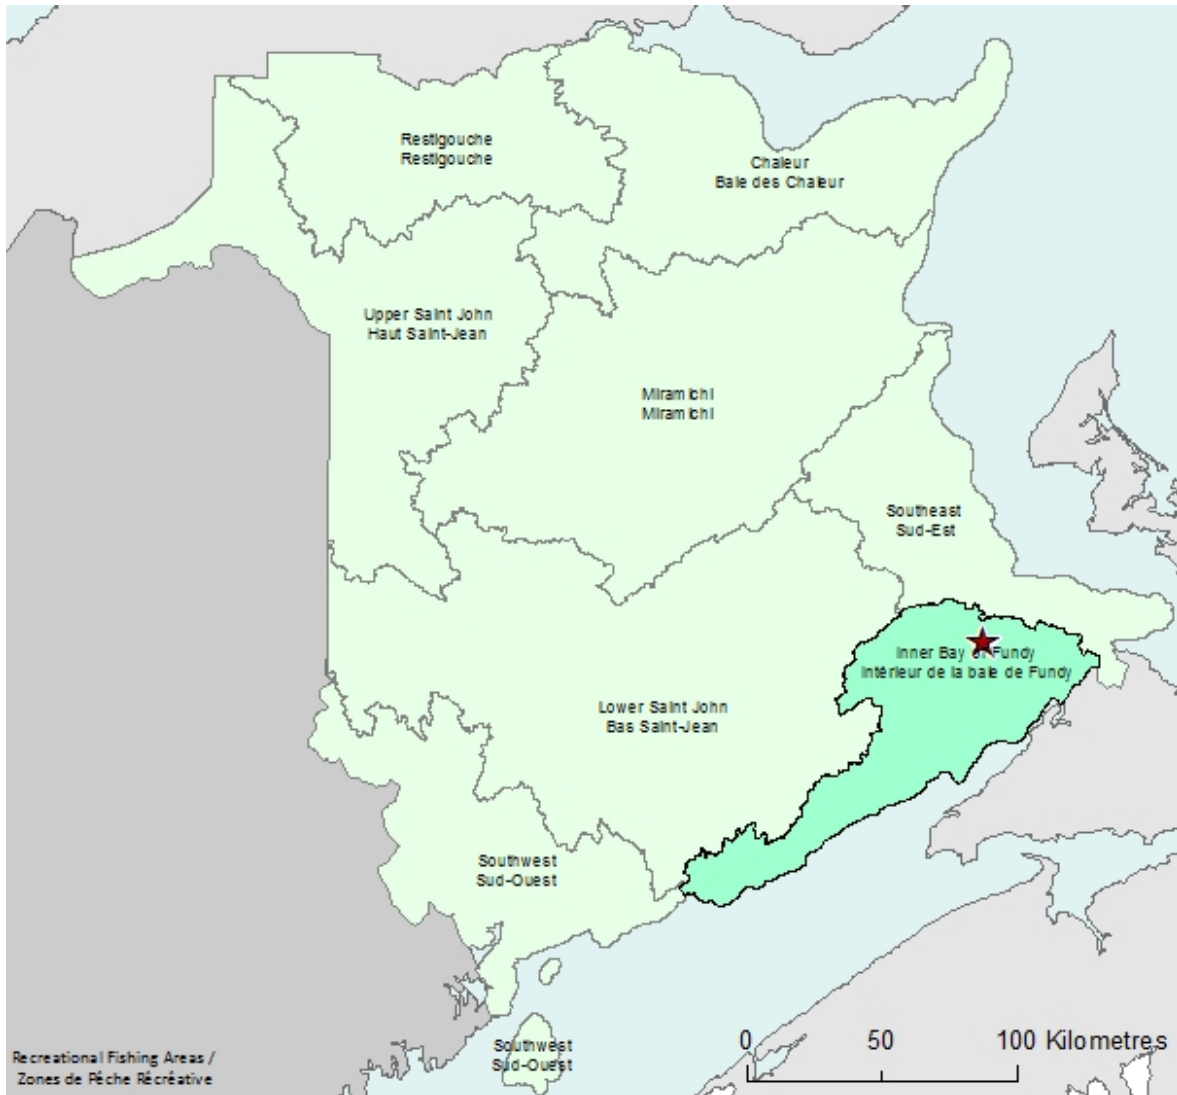 Restigouche
Restigouche
Chaleur
Baie des Chaleur
Upper Saint John
Haut Saint-Jean
Miramichi
Miramichi
Southeast
Sud-Est
Inner Bay of Fundy
Intérieur de la baie de Fundy
Lower Saint John
Bas Saint-Jean
Southwest
Sud-Ouest
Southwest
Sud-Ouest
0 50 100 Kilometres
Recreational Fishing Areas /
Zones de Pêche Récréative